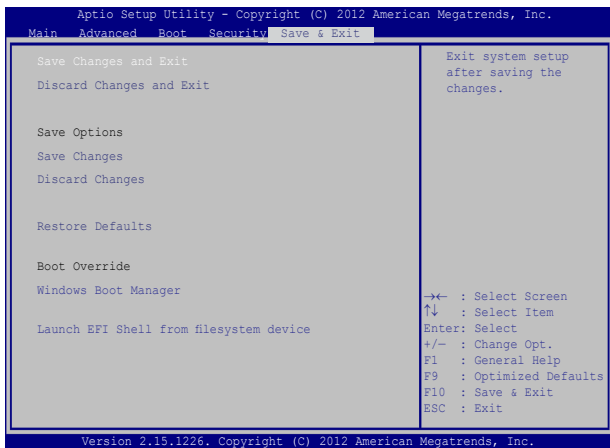 Aptio Setup Utility - Copyright (C) 2012 American Megatrends, Inc.
Main Advanced Boot Security Save & Exit
Save Changes and Exit
Discard Changes and Exit
Save Options
Save Changes
Discard Changes
Restore Defaults
Boot Override
Windows Boot Manager
Launch EFI Shell from filesystem device
Exit system setup
after saving the
changes.
→← : Select Screen
↑↓ : Select Item
Enter: Select
+/— : Change Opt.
F1 : General Help
F9 : Optimized Defaults
F10 : Save & Exit
ESC : Exit
Version 2.15.1226. Copyright (C) 2012 American Megatrends, Inc.